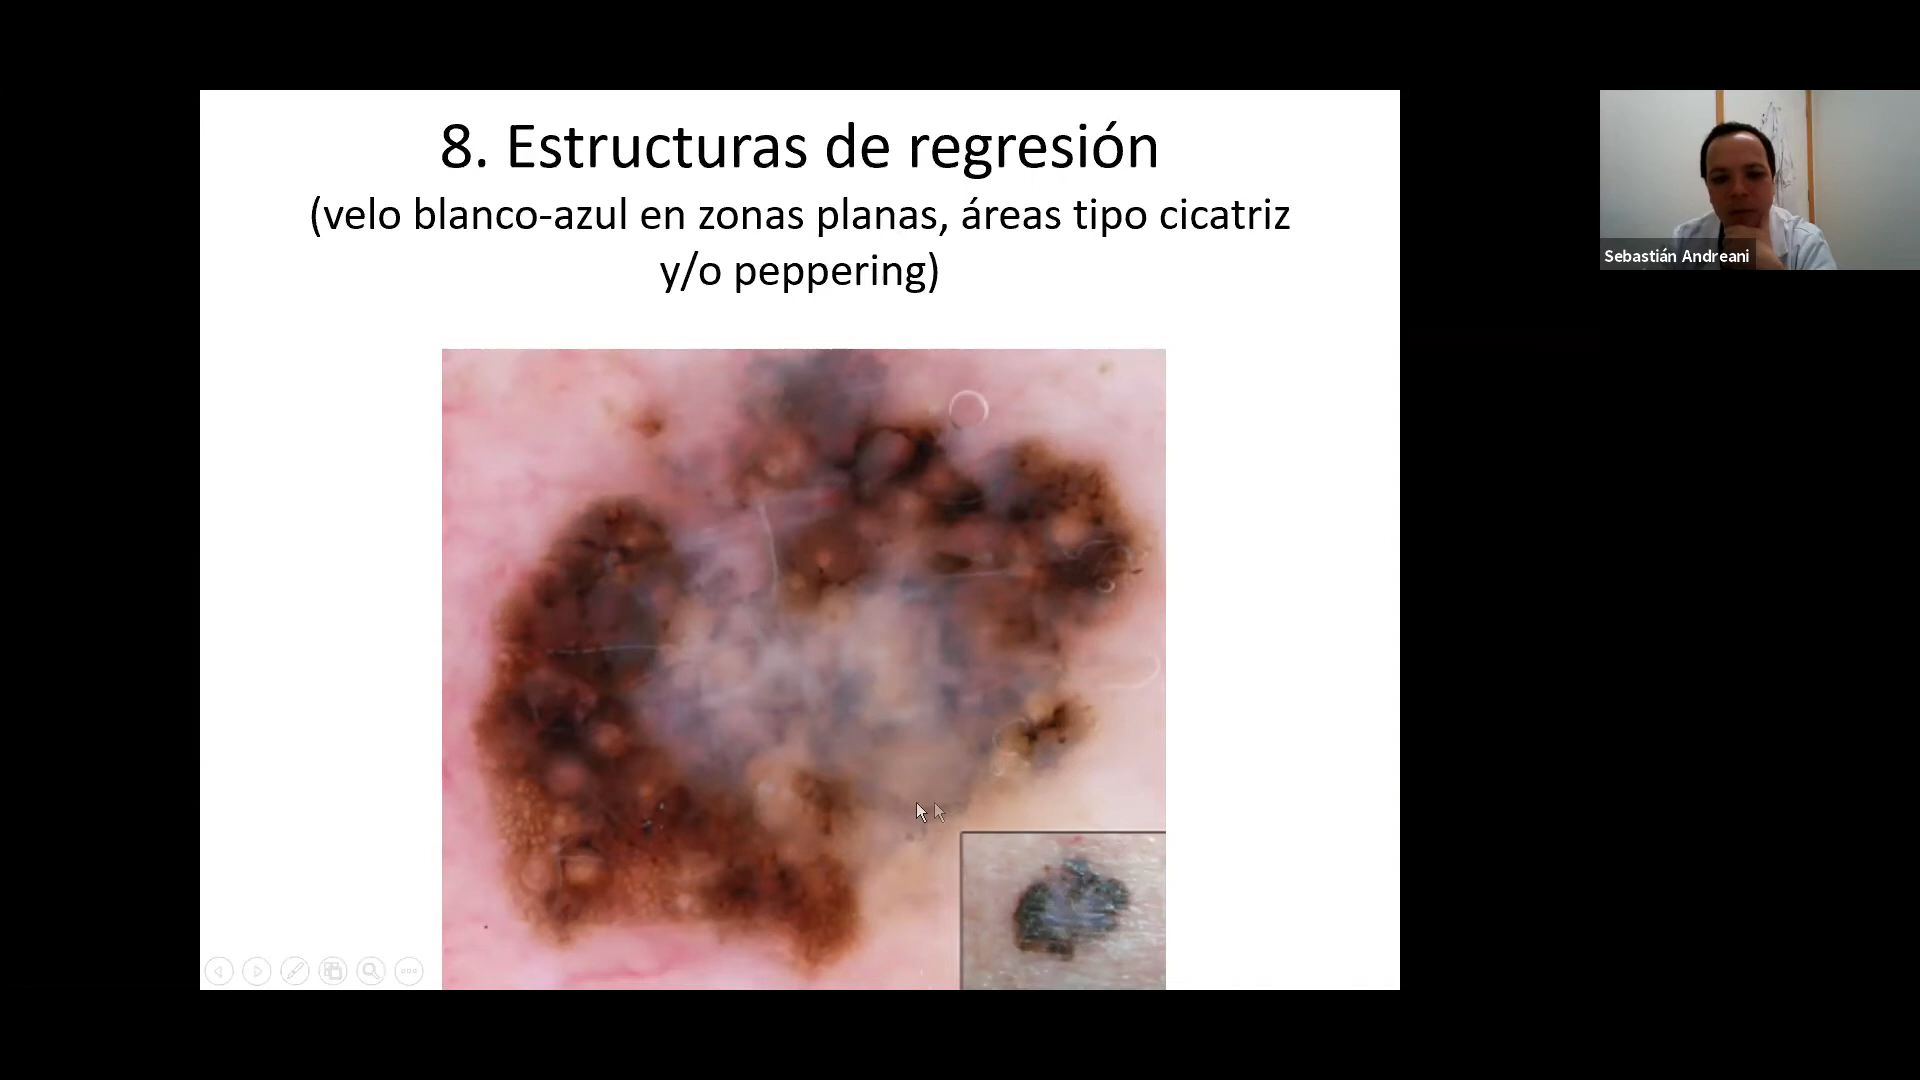 8. Estructuras de regresión
(velo blanco-azul en zonas planas, áreas tipo cicatriz
y/o peppering)
Sebastián Andreani